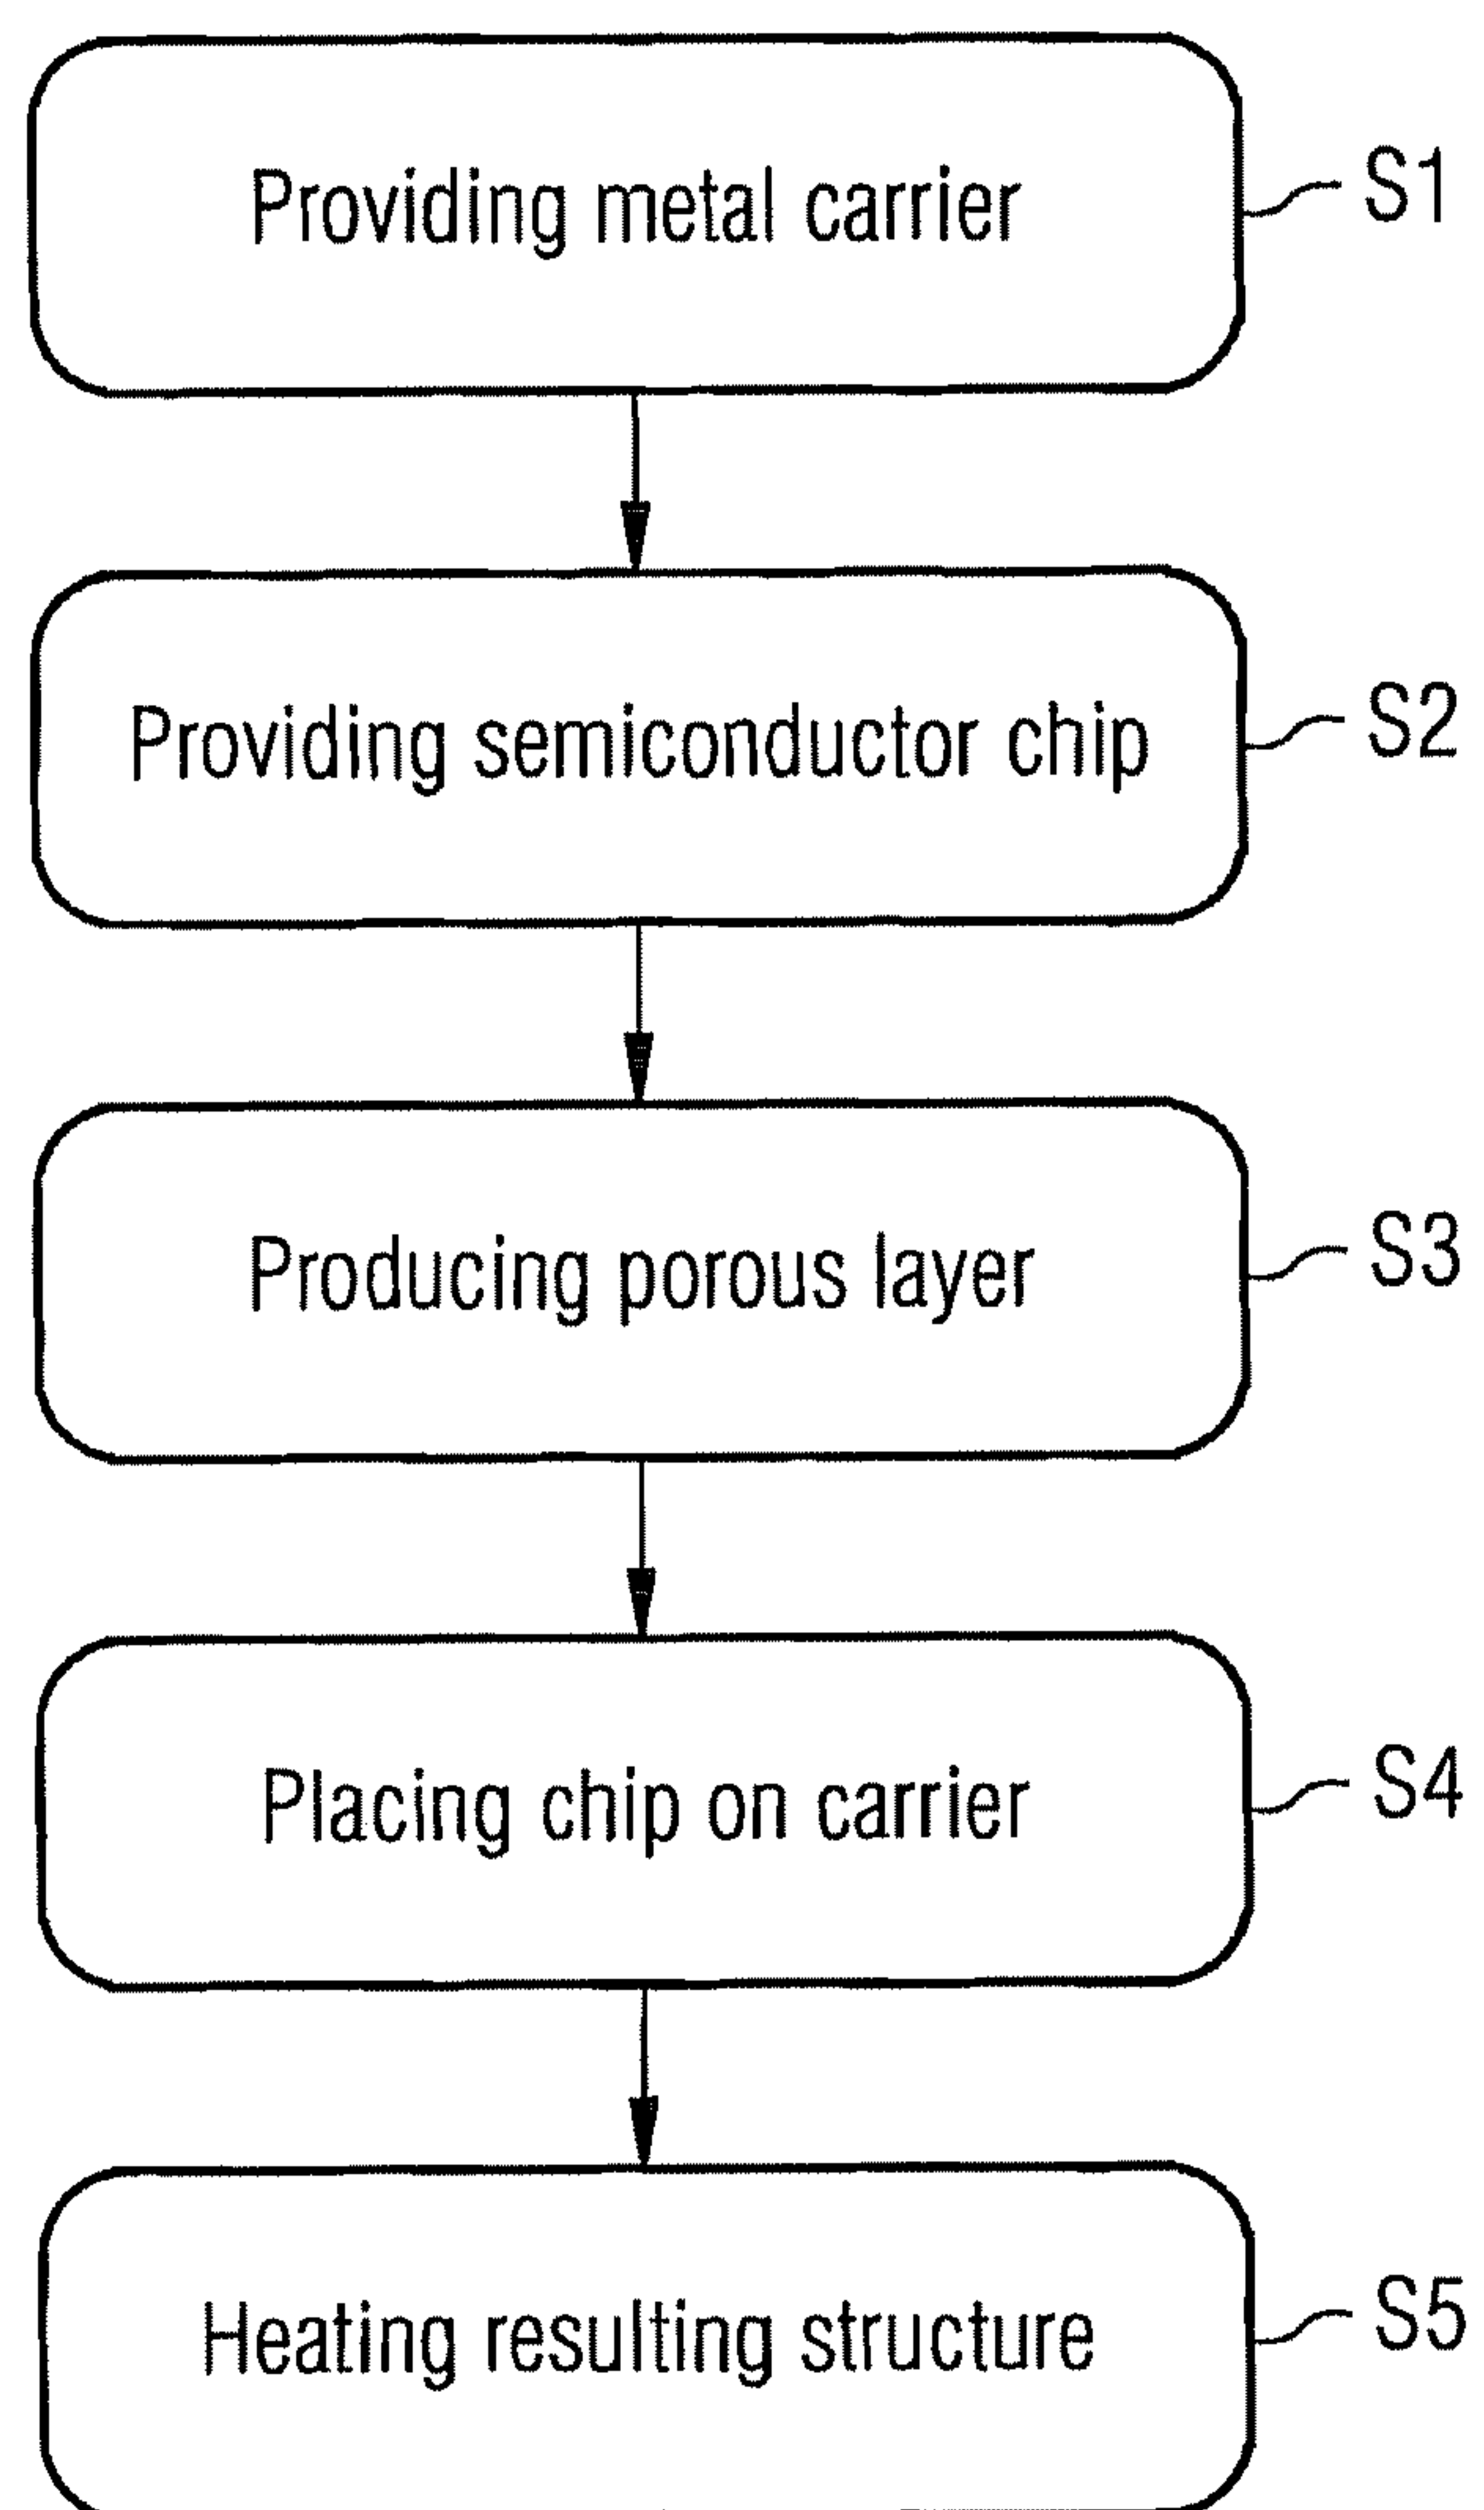 Providing metal carrier S1
Providing semiconductor chip S2
Producing porous layer S3
Placing chip on carrier S4
Heating resulting structure S5